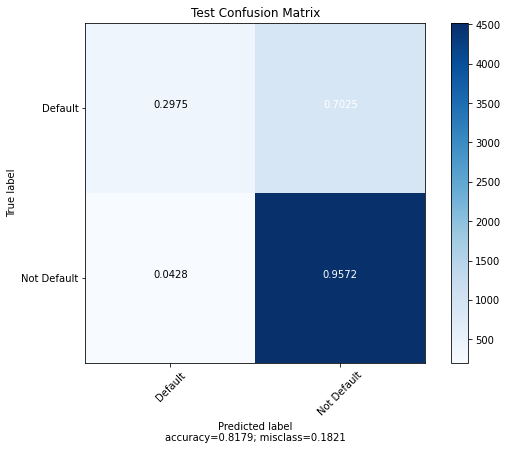 Test Confusion Matrix
True label
Default
0.2975
0.7025
Not Default
0.0428
0.9572
Default
Not Default
Predicted label
accuracy=0.8179; misclass=0.1821
4500
4000
3500
3000
2500
2000
1500
1000
500